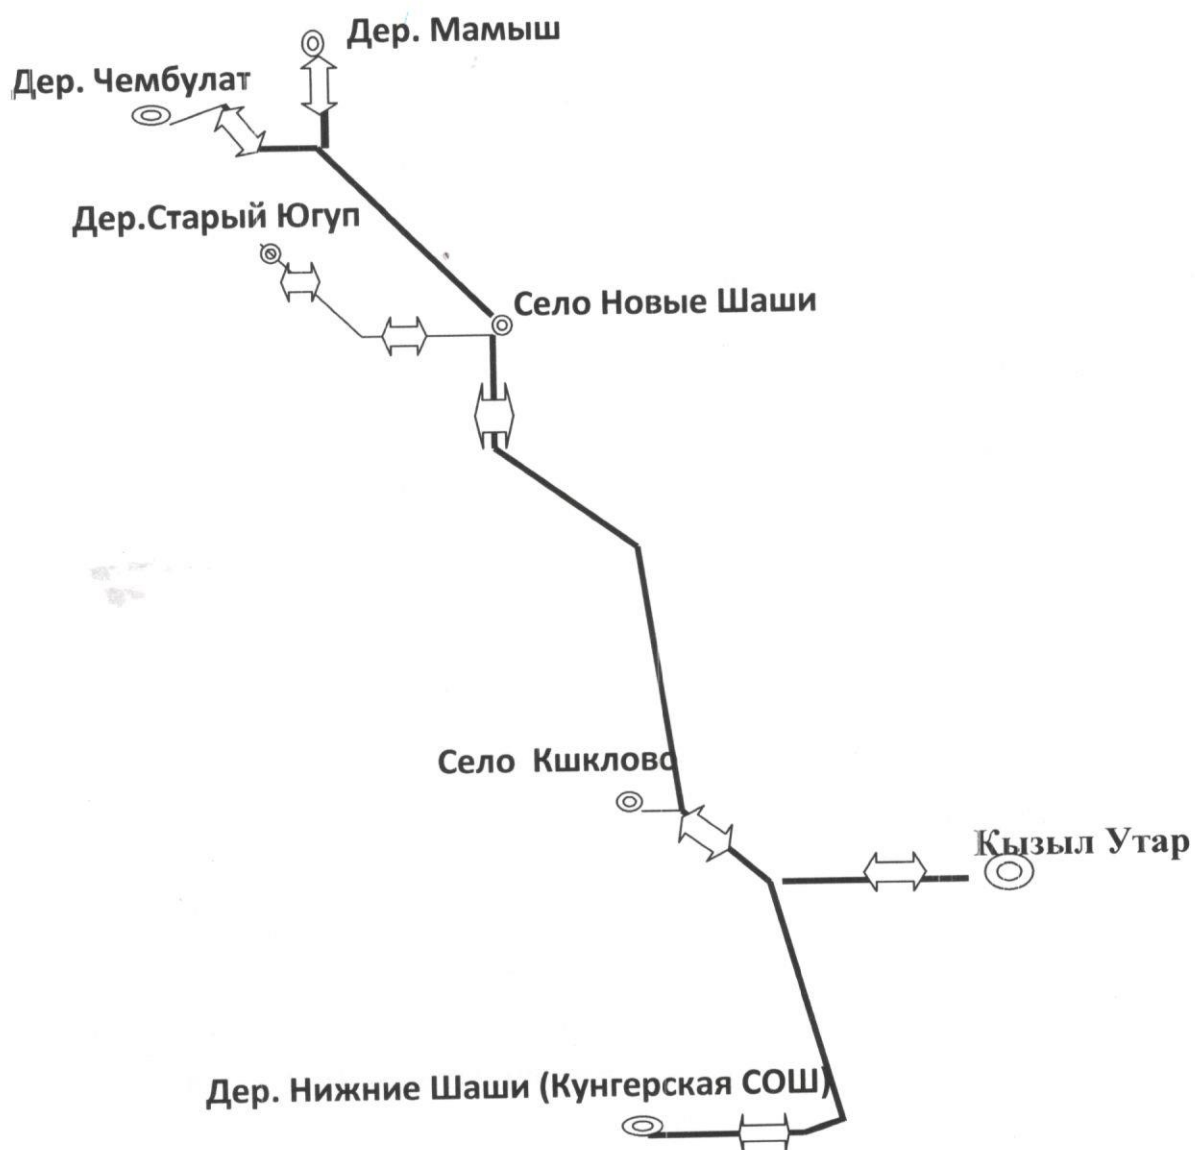 Дер. Мамыш
Дер. Чембулат
Дер.Старый Югуп
Село Новые Шаши
Село Кшклово
Кызыл Утар
Дер. Нижние Шаши (Кунгерская СОШ)